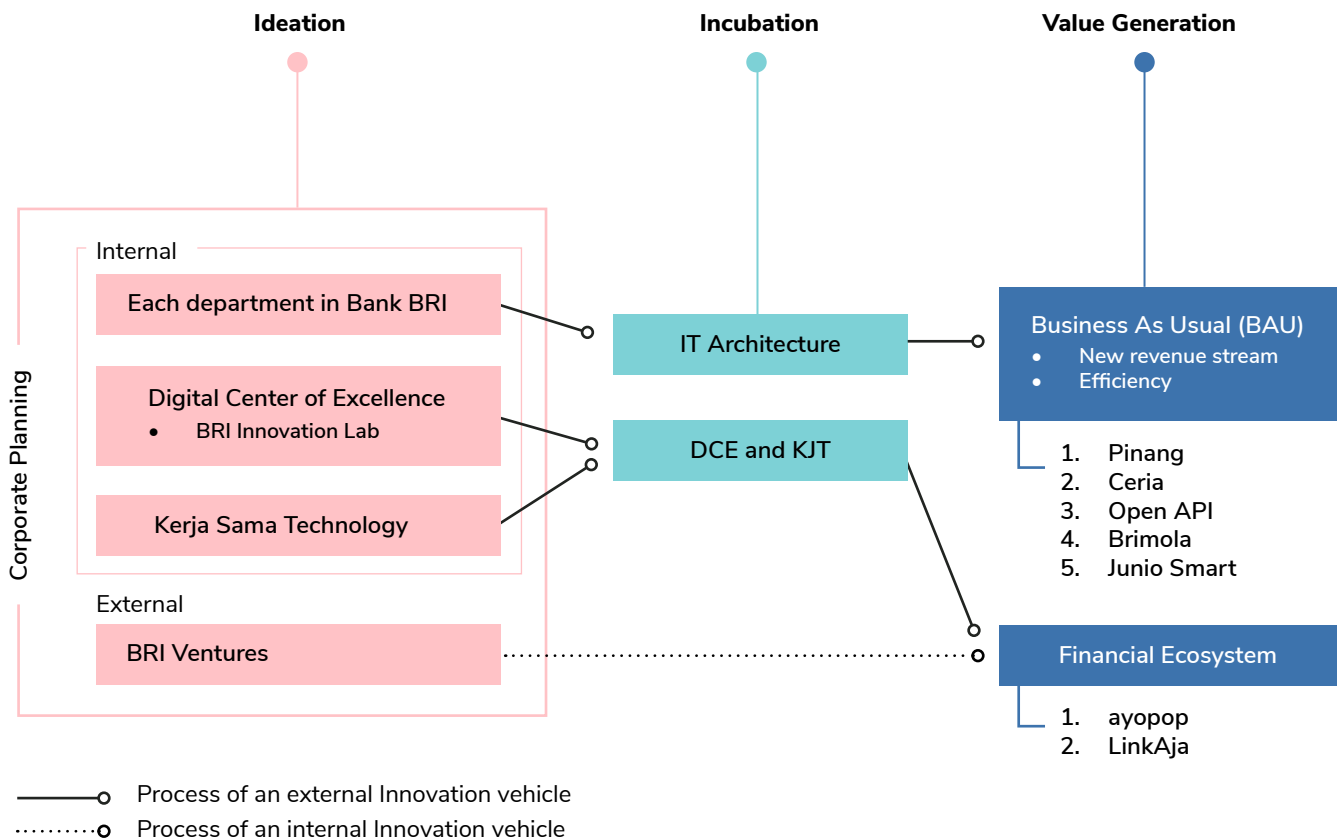 Ideation
Incubation
Value Generation
Corporate Planning
Internal
Each department in Bank BRI
Digital Center of Excellence
• BRI Innovation Lab
Kerja Sama Technology
External
BRI Ventures
IT Architecture
DCE and KJT
Business As Usual (BAU)
• New revenue stream
• Efficiency
1. Pinang
2. Ceria
3. Open API
4. Brimola
5. Junio Smart
Financial Ecosystem
1. ayopop
2. LinkAja
Process of an external Innovation vehicle
Process of an internal Innovation vehicle